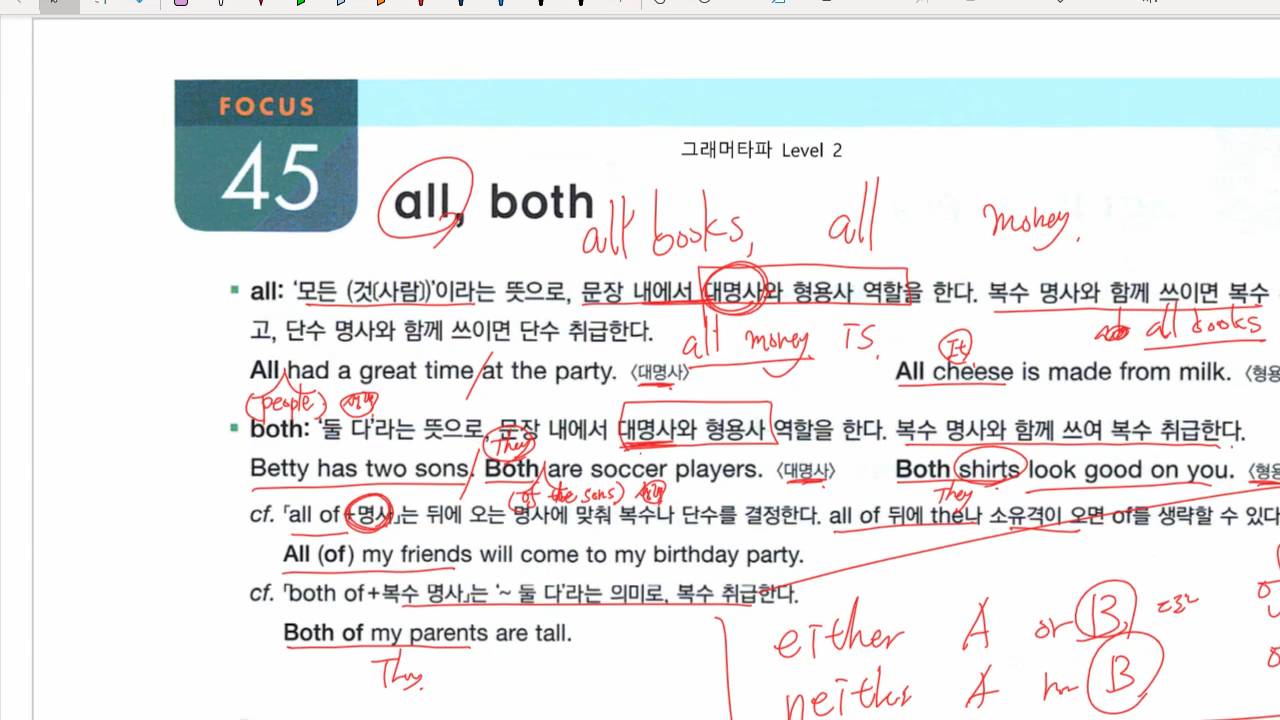 FOCUS
45
그래머타파 Level 2
all, both
all books, all money.
all: ‘모든 (것(사람))’이라는 뜻으로, 문장 내에서 대명사와 형용사 역할을 한다. 복수 명사와 함께 쓰이면 복수
고, 단수 명사와 함께 쓰이면 단수 취급한다.
all money IS.
all books
It
All had a great time at the party. 〈대명사〉
All cheese is made from milk. 〈형용
(people) 생략
both: ‘둘 다’라는 뜻으로, 문장 내에서 대명사와 형용사 역할을 한다. 복수 명사와 함께 쓰여 복수 취급한다.
They
Betty has two sons. Both are soccer players. 〈대명사〉
Both shirts look good on you. 〈형용
(of the sons) 생략
They
cf. 「all of+명사」는 뒤에 오는 명사에 맞춰 복수나 단수를 결정한다. all of 뒤에 the나 소유격이 오면 of를 생략할 수 있다
All (of) my friends will come to my birthday party.
cf. 「both of+복수 명사」는 ‘~ 둘 다’라는 의미로, 복수 취급한다.
Both of my parents are tall.
They
either A or B,
neither A nor B